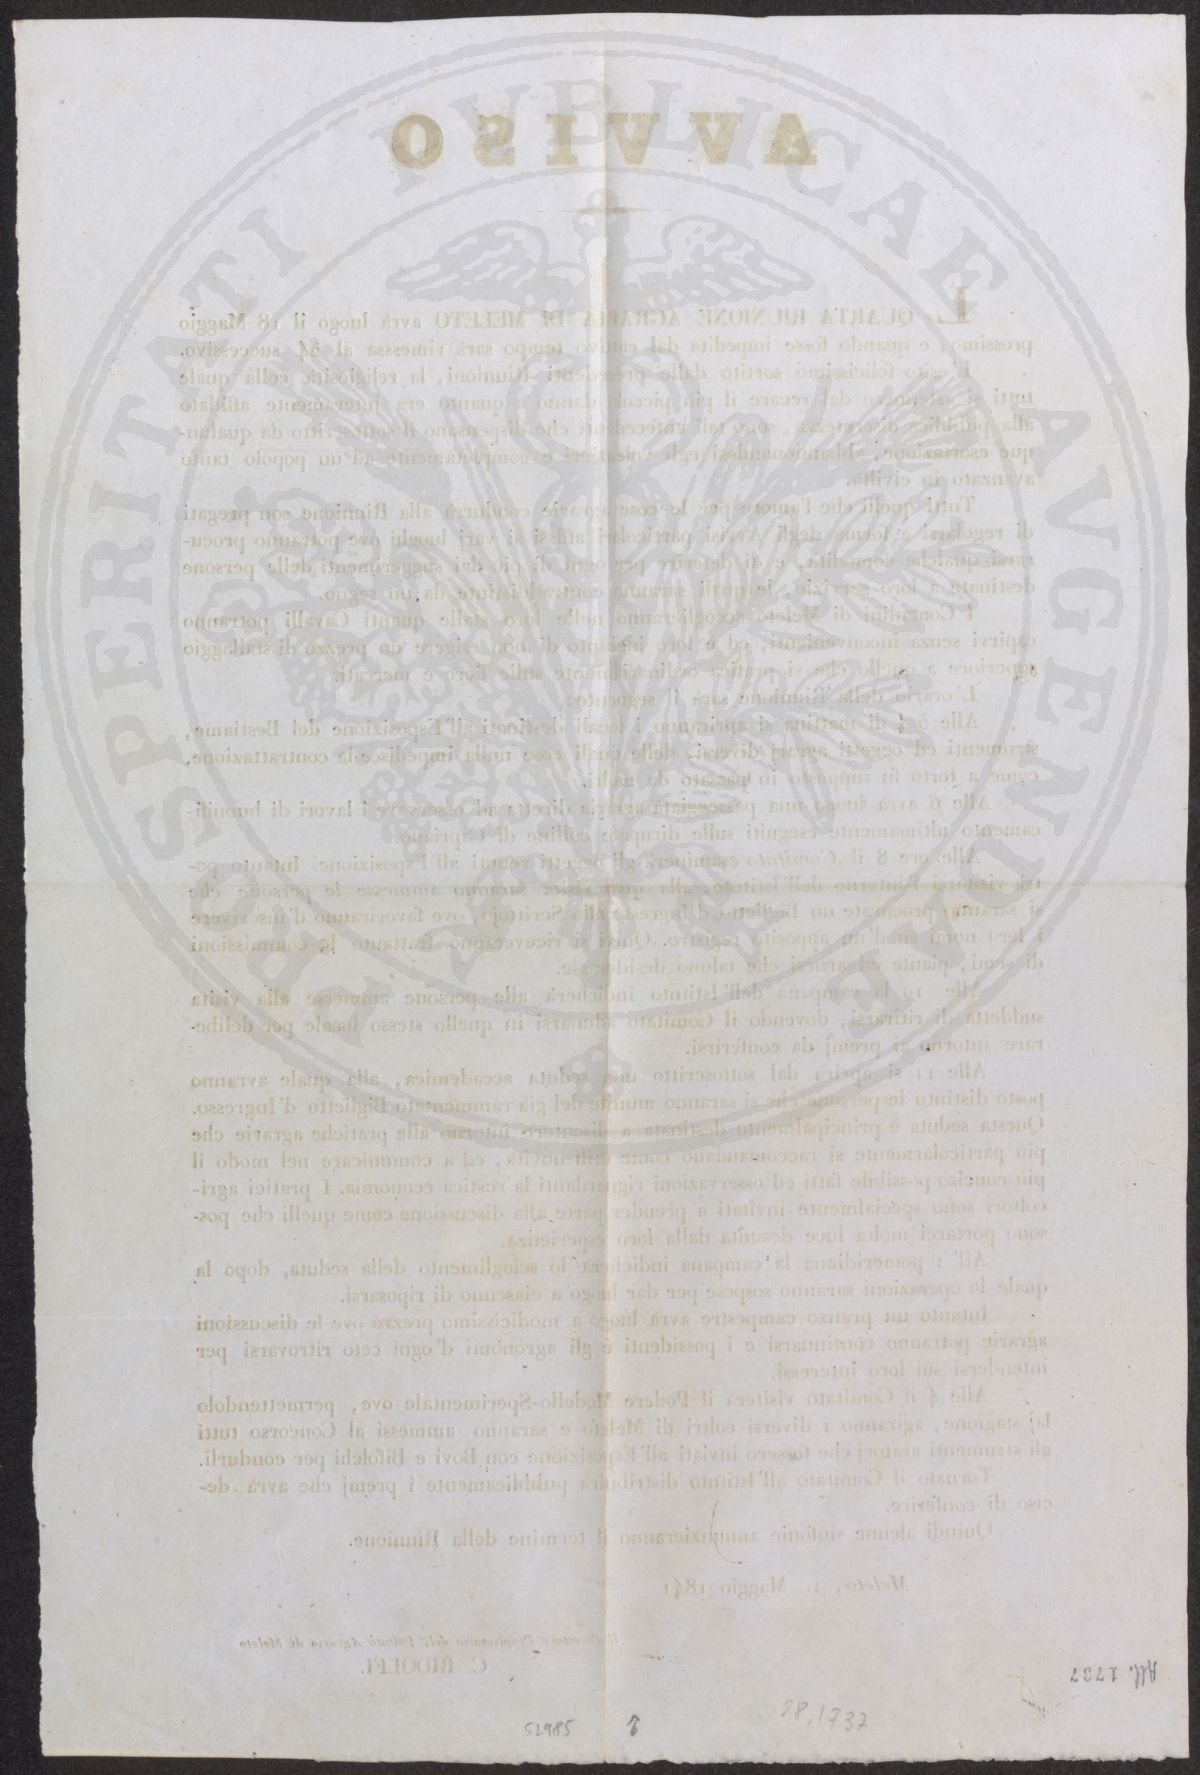 AVVISO
La QUARTA RIUNIONE AGRARIA DI MELETO avrà luogo il 18 Maggio
prossimo, e quando fosse impedita dal cattivo tempo sarà rimessa al 24 successivo.
L'esito felicissimo sortito dalle precedenti Riunioni, la religiosità colla quale
tutti si astennero dal recare il più piccolo danno a quanto era interamente affidato
alla pubblica discretezza, sono tali antecedenti che dispensano il sottoscritto da qualun-
que esortazione, abbandonandosi egli volentieri e completamente ad un popolo tanto
avanzato in civiltà.
Tutti quelli che l'amore per le cose agrarie condurrà alla Riunione son pregati
di regolarsi a forma degli Avvisi particolari affissi ai varj luoghi ove potranno procu-
rarsi qualche comodità, e di deferire per ogni di più dai suggerimenti delle persone
destinate a loro servizio, le quali saranno contraddistinte da un segno.
I Contadini di Meleto accoglieranno nelle loro stalle quanti Cavalli potranno
capirvi senza inconvenienti, ed è loro inibito di non esigere un prezzo di stallaggio
superiore a quello che si pratica ordinariamente sulle fiere e mercati.
L'orario della Riunione sarà il seguente:
Alle 5 ¼ di mattina si apriranno i locali destinati all'Esposizione del Bestiame,
strumenti ed oggetti agrarj diversi, delle quali cose nulla impedisce la contrattazione,
come a torto fu supposto in passato da molti.
Alle 6 avrà luogo una passeggiata agraria diretta ad osservare i lavori di buonifi-
camento ultimamente eseguiti sulle dirupate colline di Capriano.
Alle ore 8 il Comitato esaminerà gli oggetti venuti all'Esposizione. Intanto po-
trà visitarsi l'interno dell'Istituto, alla qual visita saranno ammesse le persone che
si saranno procurate un Biglietto d'Ingresso allo Scrittojo, ove favoriranno d'inscrivere
i loro nomi su d'un apposito registro. Quivi si riceveranno frattanto le commissioni
di semi, piante ed arnesi che taluno desiderasse.
Alle 10 la campana dell'Istituto indicherà alle persone ammesse alla visita
suddetta di ritirarsi, dovendo il Comitato adunarsi in quello stesso locale per delibe-
rare intorno ai premj da conferirsi.
Alle 11 si aprirà dal sottoscritto una seduta accademica, alla quale avranno
posto distinto le persone che si saranno munite del già rammentato Biglietto d'Ingresso.
Questa seduta è principalmente destinata a discutere intorno alle pratiche agrarie che
più particolarmente si raccomandano come utili novità, ed a comunicare nel modo il
più conciso possibile fatti ed osservazioni riguardanti la rustica economia. I pratici agri-
coltori sono specialmente invitati a prender parte alla discussione come quelli che pos-
sono portarci molta luce desunta dalla loro esperienza.
All' 1 pomeridiana la campana indicherà lo scioglimento della seduta, dopo la
quale le operazioni saranno sospese per dar luogo a ciascuno di riposarsi.
Intanto un pranzo campestre avrà luogo a modicissimo prezzo ove le discussioni
agrarie potranno continuarsi e i possidenti e gli agronomi d'ogni ceto ritrovarsi per
intendersi sui loro interessi.
Alle 4 il Comitato visiterà il Podere Modello-Sperimentale ove, permettendolo
la stagione, agiranno i diversi coltri di Meleto e saranno ammessi al Concorso tutti
gli strumenti aratorj che fossero inviati all'Esposizione con Bovi e Bifolchi per condurli.
Tornato il Comitato all'Istituto distribuirà pubblicamente i premj che avrà de-
ciso di conferire.
Quindi alcune sinfonie annunzieranno il termine della Riunione.
Meleto, 1. Maggio 1841
Il Direttore Proprietario dell'Istituto Agrario di Meleto
C. RIDOLFI.
All. 1737
28,1737
52985
PROSPERITATI PVBLICAE AVGENDAE